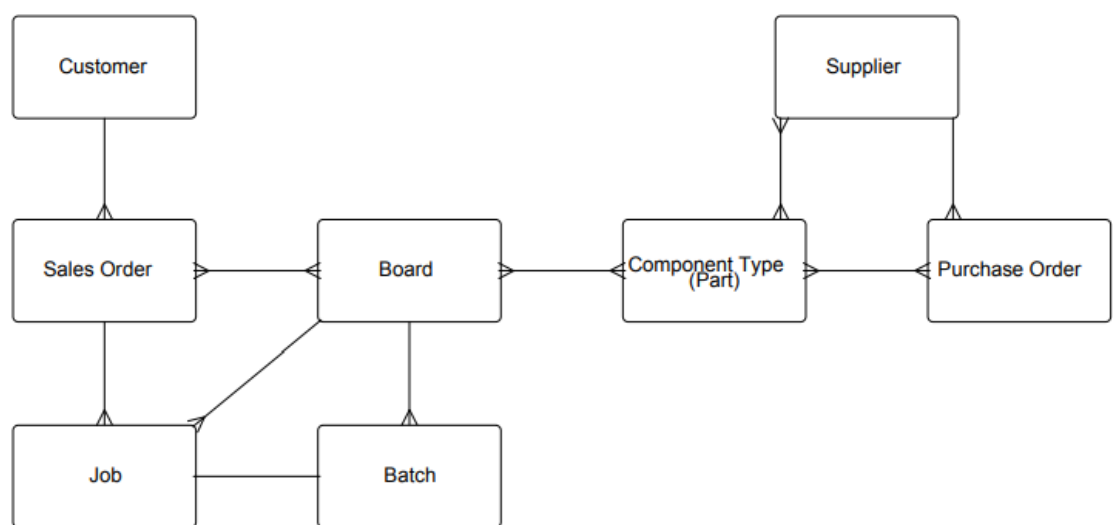 Customer
Supplier
Sales Order
Board
Component Type
(Part)
Purchase Order
Job
Batch